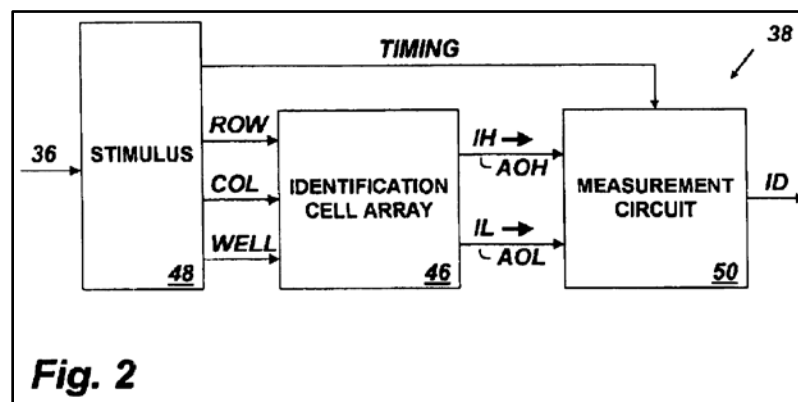 38
TIMING
36
STIMULUS
48
ROW
COL
WELL
IDENTIFICATION
CELL ARRAY
46
IH
AOH
IL
AOL
MEASUREMENT
CIRCUIT
50
ID
Fig. 2